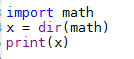 import math
x = dir(math)
print(x)